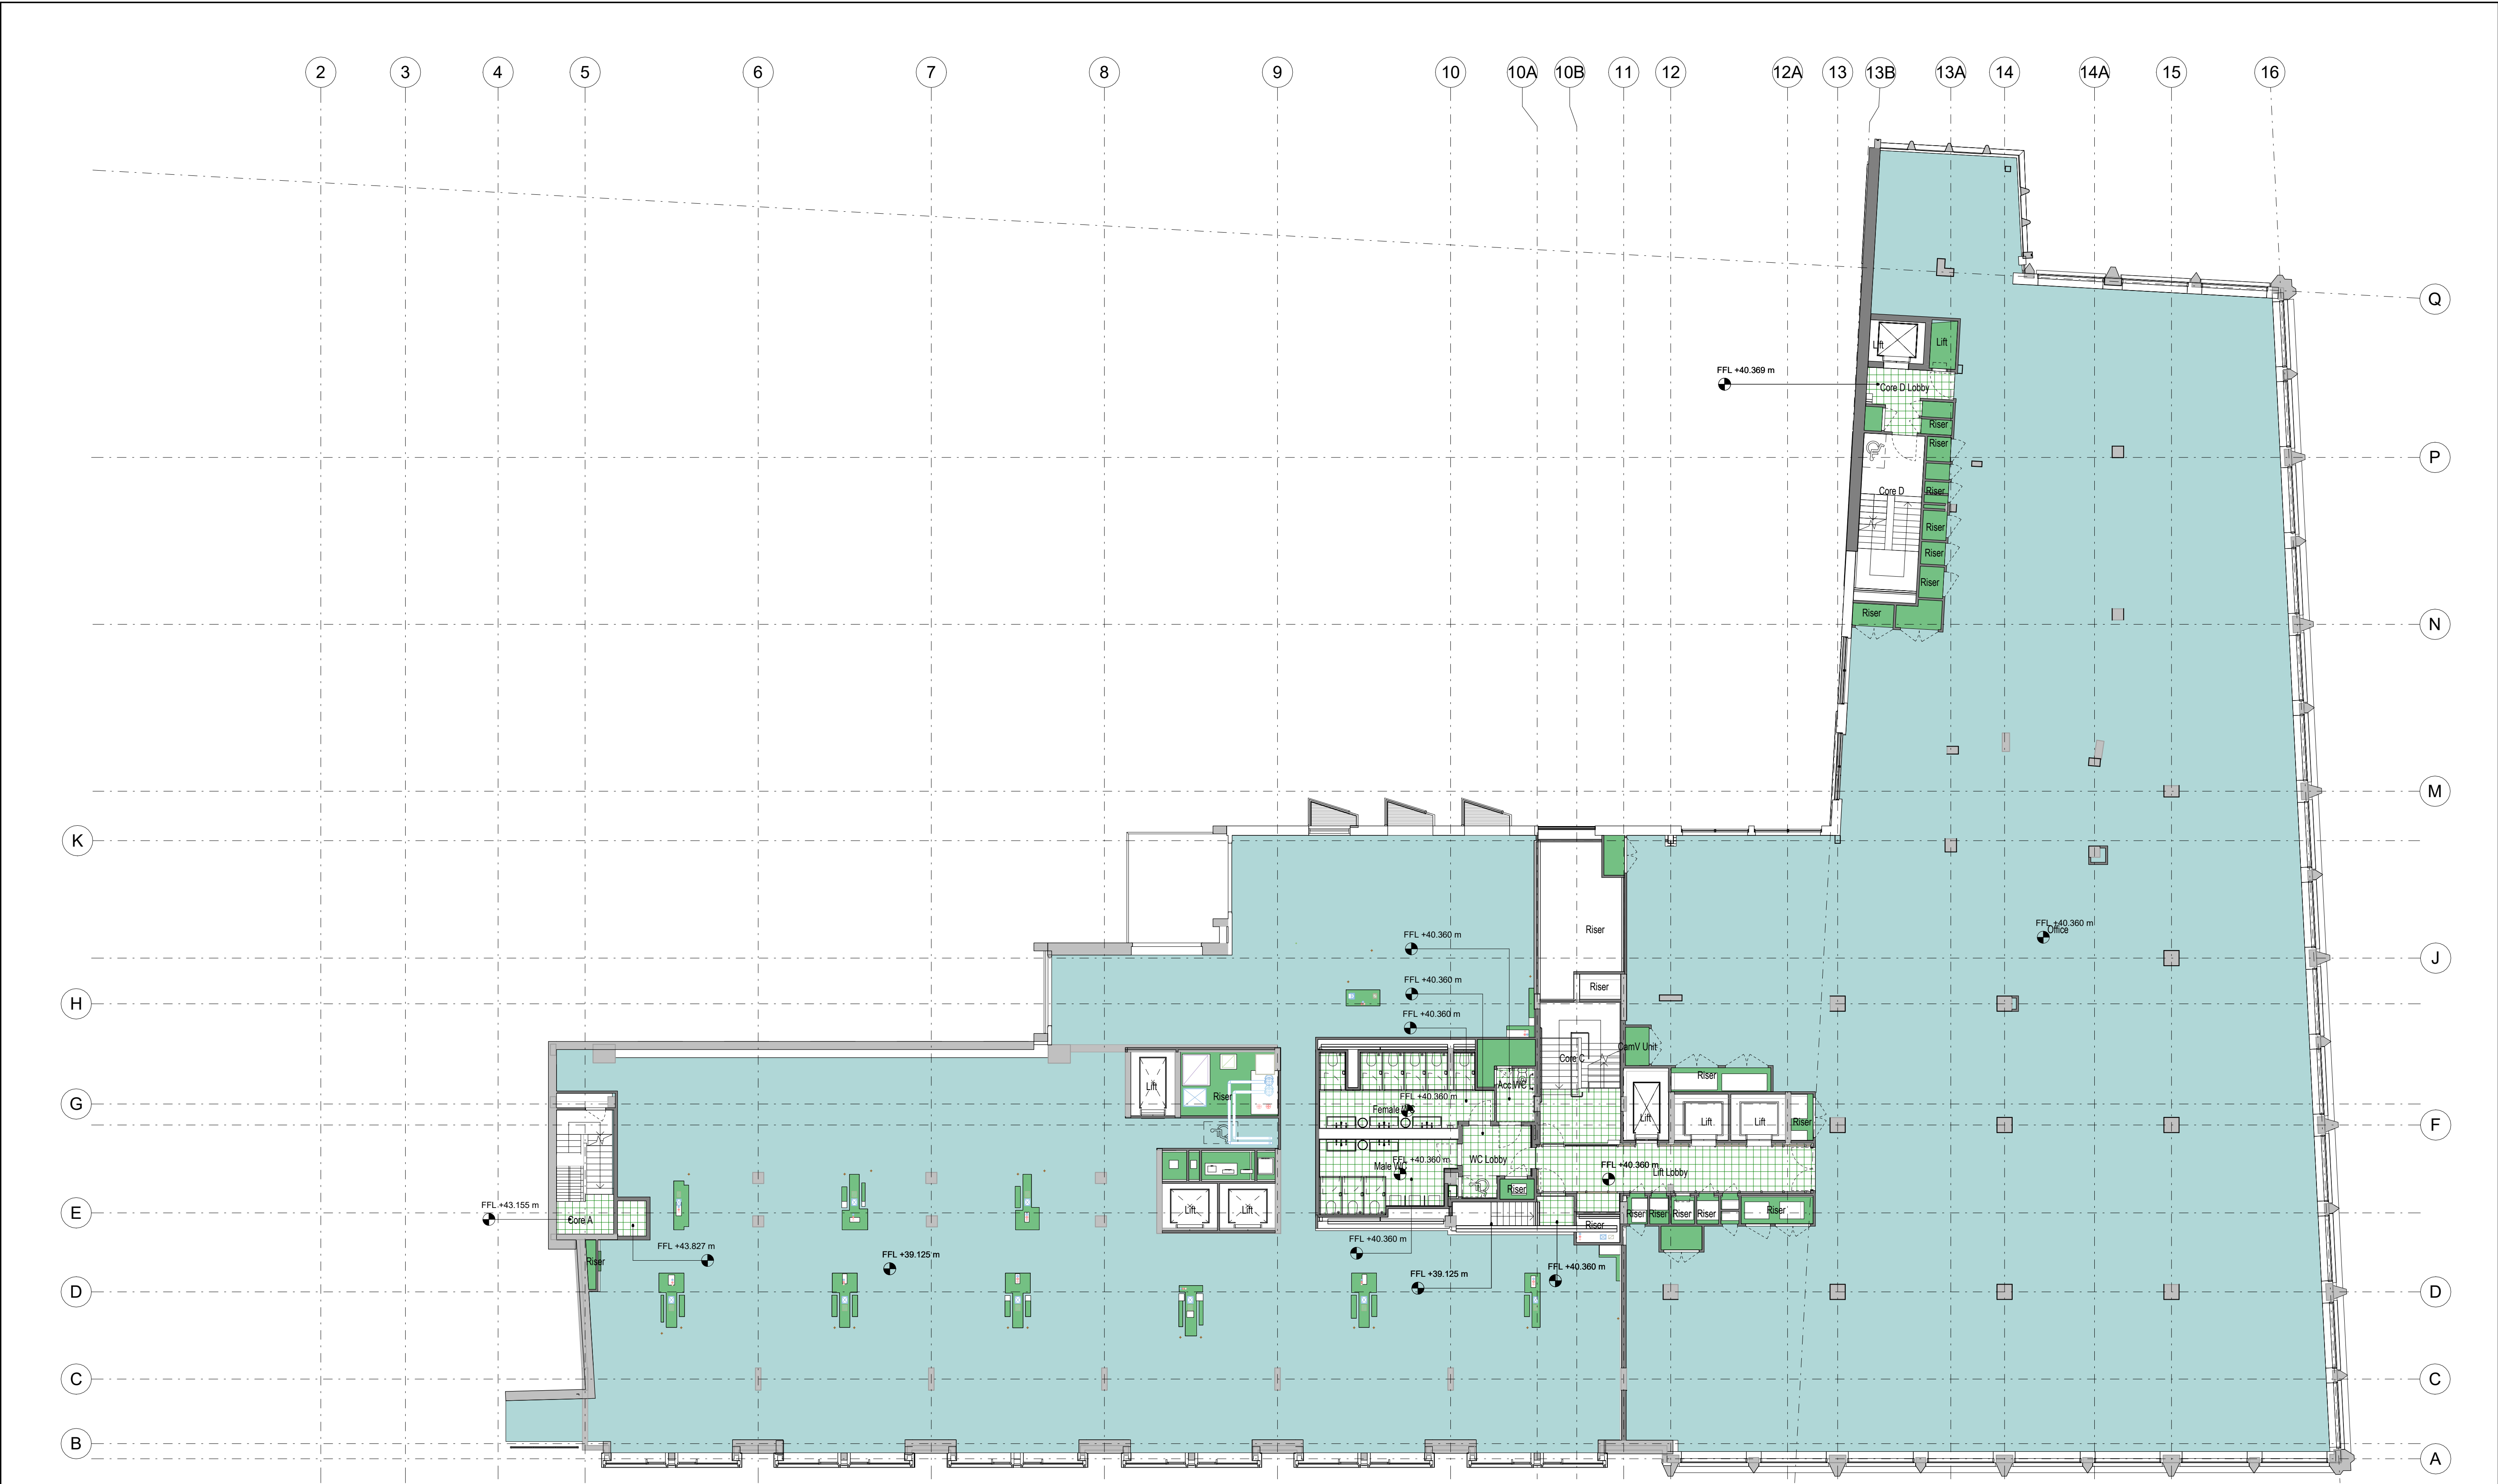 2 3 4 5 6 7 8 9 10 10A 10B 11 12 12A 13 13B 13A 14 14A 15 16
Q
Lift
Lift
FFL +40.369 m
Core D Lobby
Riser
Riser
P
Core D
Riser
Riser
Riser
Riser
Riser
N
M
K
FFL +40.360 m
Office
Riser
FFL +40.360 m
J
FFL +40.360 m
Riser
H
FFL +40.360 m
CamV Unit
Core C
Riser
Lift
Acc WC
Riser
FFL +40.360 m
G
Female
Lift
Lift
Lift
Riser
F
WC Lobby
FFL +40.360 m
Male WC
FFL +40.360 m
Lift Lobby
Riser
FFL +43.155 m
E
Core A
Lift
Lift
Riser
Riser
Riser
Riser
Riser
Riser
FFL +43.827 m
FFL +39.125 m
FFL +40.360 m
Riser
FFL +39.125 m
FFL +40.360 m
D
D
C
C
B
A